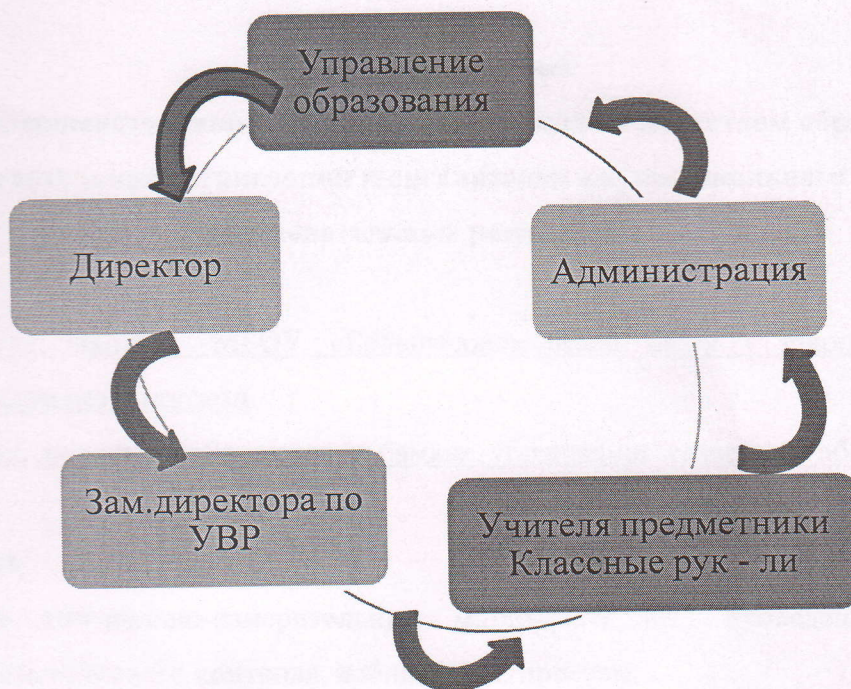 Управление
образования
Директор
Администрация
Зам.директора по
УВР
Учителя предметники
Классные рук - ли